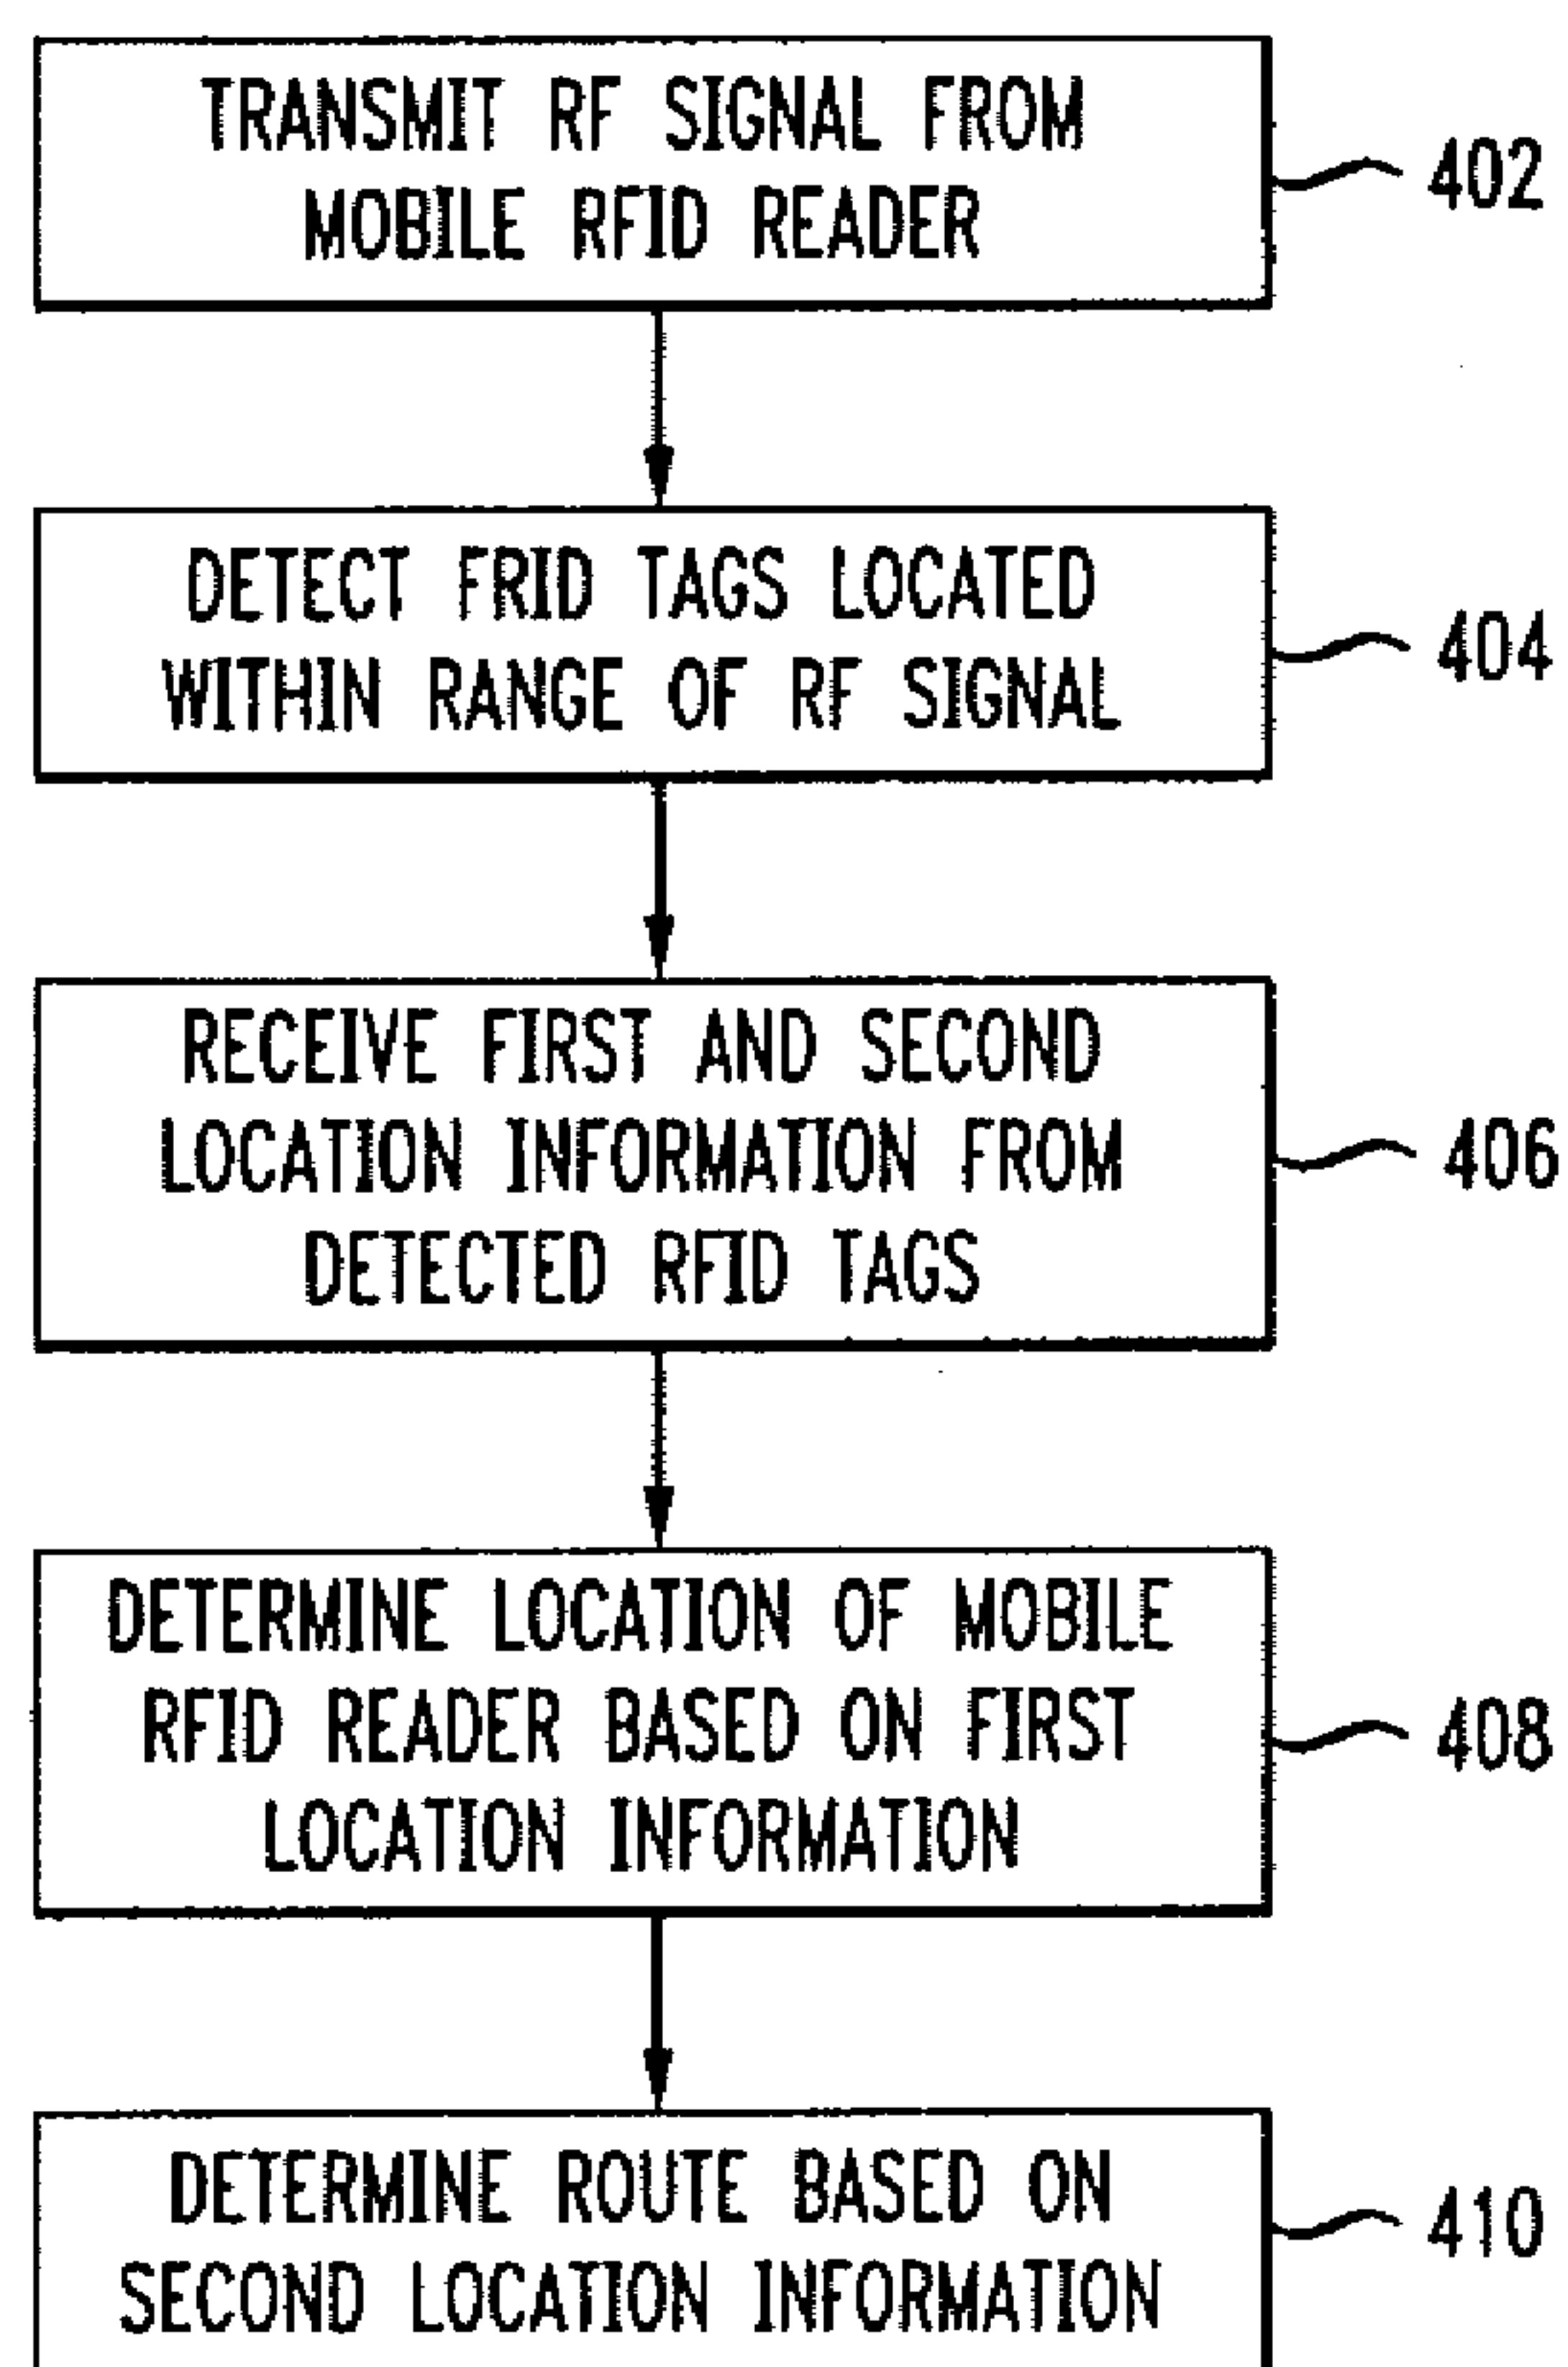 TRANSMIT RF SIGNAL FROM
MOBILE RFID READER
402
DETECT FRID TAGS LOCATED
WITHIN RANGE OF RF SIGNAL
404
RECEIVE FIRST AND SECOND
LOCATION INFORMATION FROM
DETECTED RFID TAGS
406
DETERMINE LOCATION OF MOBILE
RFID READER BASED ON FIRST
LOCATION INFORMATION
408
DETERMINE ROUTE BASED ON
SECOND LOCATION INFORMATION
410